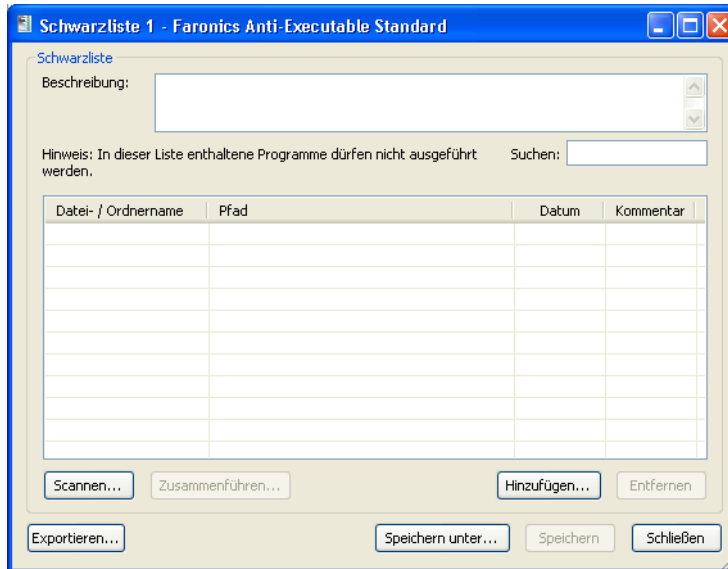 Schwarzliste 1 - Faronics Anti-Executable Standard
Schwarzliste
Beschreibung:
Hinweis: In dieser Liste enthaltene Programme dürfen nicht ausgeführt werden.
Suchen:
Datei- / Ordnername Pfad Datum Kommentar
Scannen... Zusammenführen... Hinzufügen... Entfernen
Exportieren... Speichern unter... Speichern Schließen